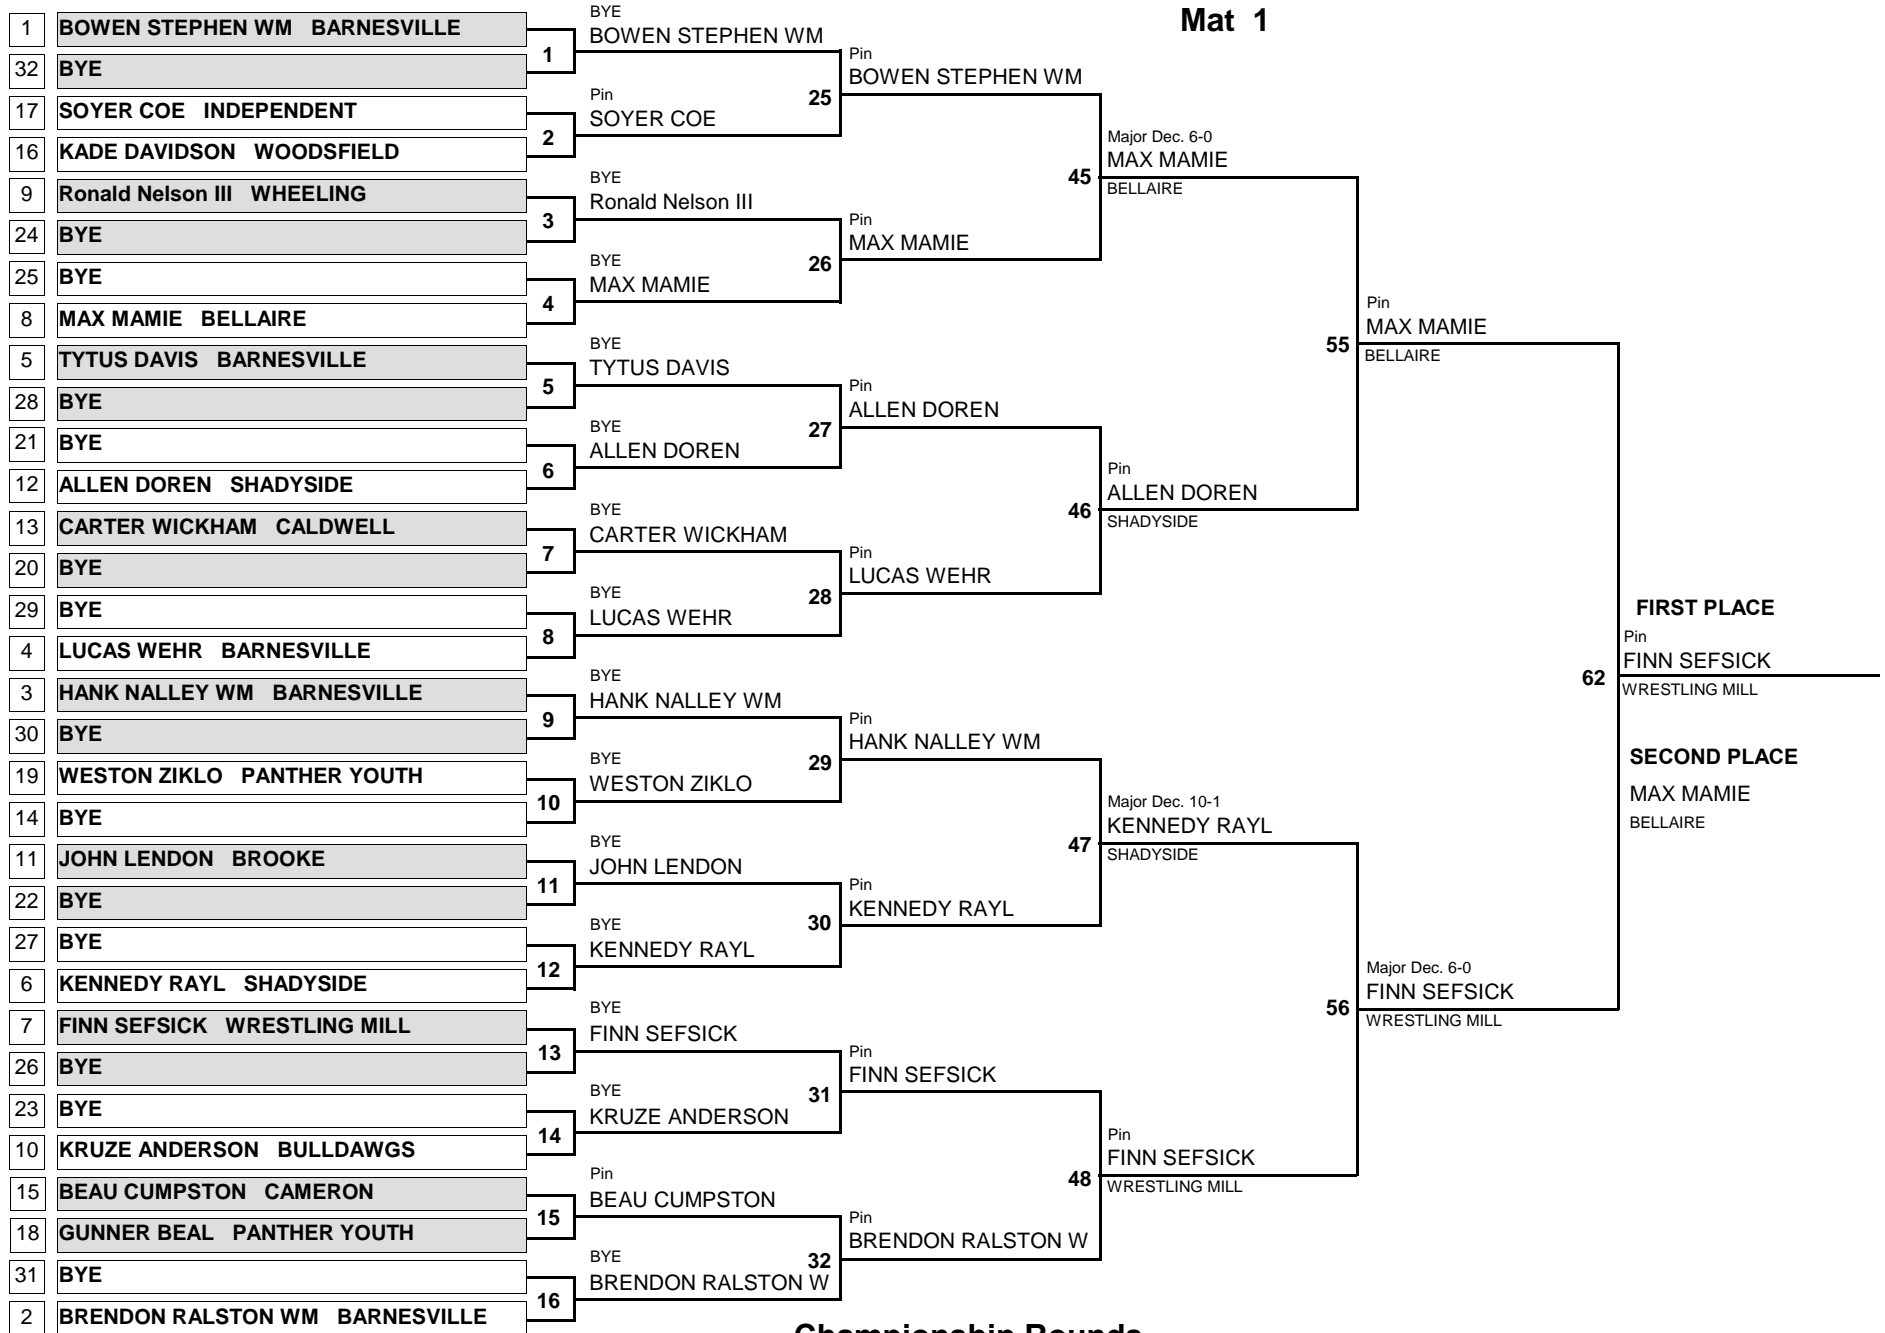 Mat 1
1 BOWEN STEPHEN WM BARNESVILLE
32 BYE
17 SOYER COE INDEPENDENT
16 KADE DAVIDSON WOODSFIELD
9 Ronald Nelson III WHEELING
24 BYE
25 BYE
8 MAX MAMIE BELLAIRE
5 TYTUS DAVIS BARNESVILLE
28 BYE
21 BYE
12 ALLEN DOREN SHADYSIDE
13 CARTER WICKHAM CALDWELL
20 BYE
29 BYE
4 LUCAS WEHR BARNESVILLE
3 HANK NALLEY WM BARNESVILLE
30 BYE
19 WESTON ZIKLO PANTHER YOUTH
14 BYE
11 JOHN LENDON BROOKE
22 BYE
27 BYE
6 KENNEDY RAYL SHADYSIDE
7 FINN SEFSICK WRESTLING MILL
26 BYE
23 BYE
10 KRUZE ANDERSON BULLDAWGS
15 BEAU CUMPSTON CAMERON
18 GUNNER BEAL PANTHER YOUTH
31 BYE
2 BRENDON RALSTON WM BARNESVILLE
1
2
3
4
5
6
7
8
9
10
11
12
13
14
15
16
BYE
BOWEN STEPHEN WM
Pin
SOYER COE
BYE
Ronald Nelson III
BYE
MAX MAMIE
BYE
TYTUS DAVIS
BYE
ALLEN DOREN
BYE
CARTER WICKHAM
BYE
LUCAS WEHR
BYE
HANK NALLEY WM
BYE
WESTON ZIKLO
BYE
JOHN LENDON
BYE
KENNEDY RAYL
BYE
FINN SEFSICK
BYE
KRUZE ANDERSON
Pin
BEAU CUMPSTON
BYE
BRENDON RALSTON W
25
26
27
28
29
30
31
32
Pin
BOWEN STEPHEN WM
Pin
MAX MAMIE
Pin
ALLEN DOREN
Pin
LUCAS WEHR
Pin
HANK NALLEY WM
Pin
KENNEDY RAYL
Pin
FINN SEFSICK
Pin
BRENDON RALSTON W
45
46
47
48
Major Dec. 6-0
MAX MAMIE
BELLAIRE
Pin
ALLEN DOREN
SHADYSIDE
Major Dec. 10-1
KENNEDY RAYL
SHADYSIDE
Pin
FINN SEFSICK
WRESTLING MILL
55
56
Pin
MAX MAMIE
BELLAIRE
Major Dec. 6-0
FINN SEFSICK
WRESTLING MILL
62
FIRST PLACE
Pin
FINN SEFSICK
WRESTLING MILL
SECOND PLACE
MAX MAMIE
BELLAIRE
Championship Rounds